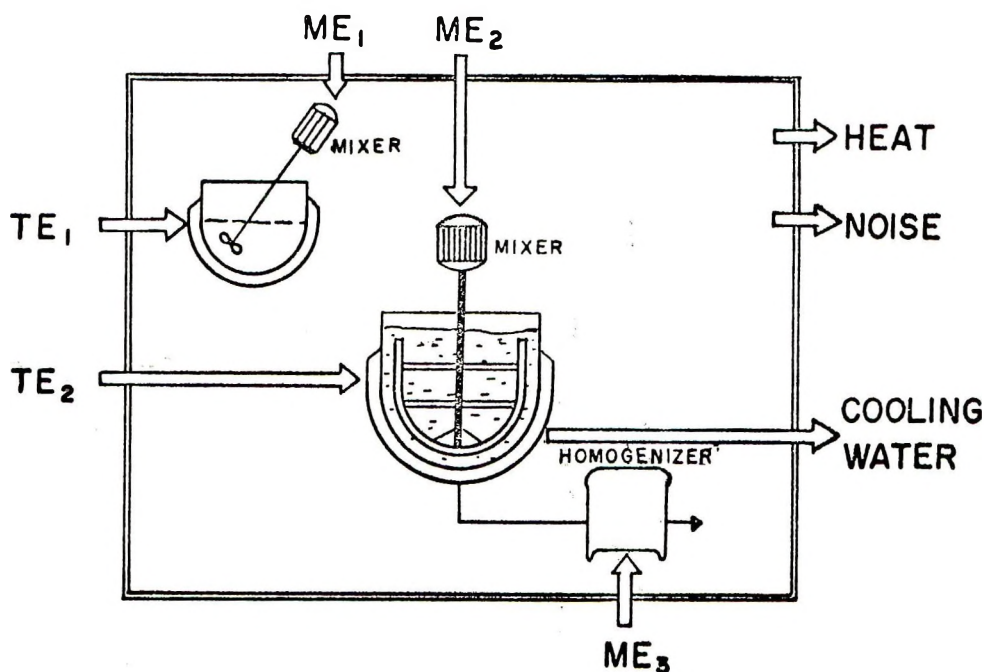 ME₁
ME₂
MIXER
HEAT
TE₁
NOISE
MIXER
TE₂
COOLING
WATER
HOMOGENIZER
ME₃